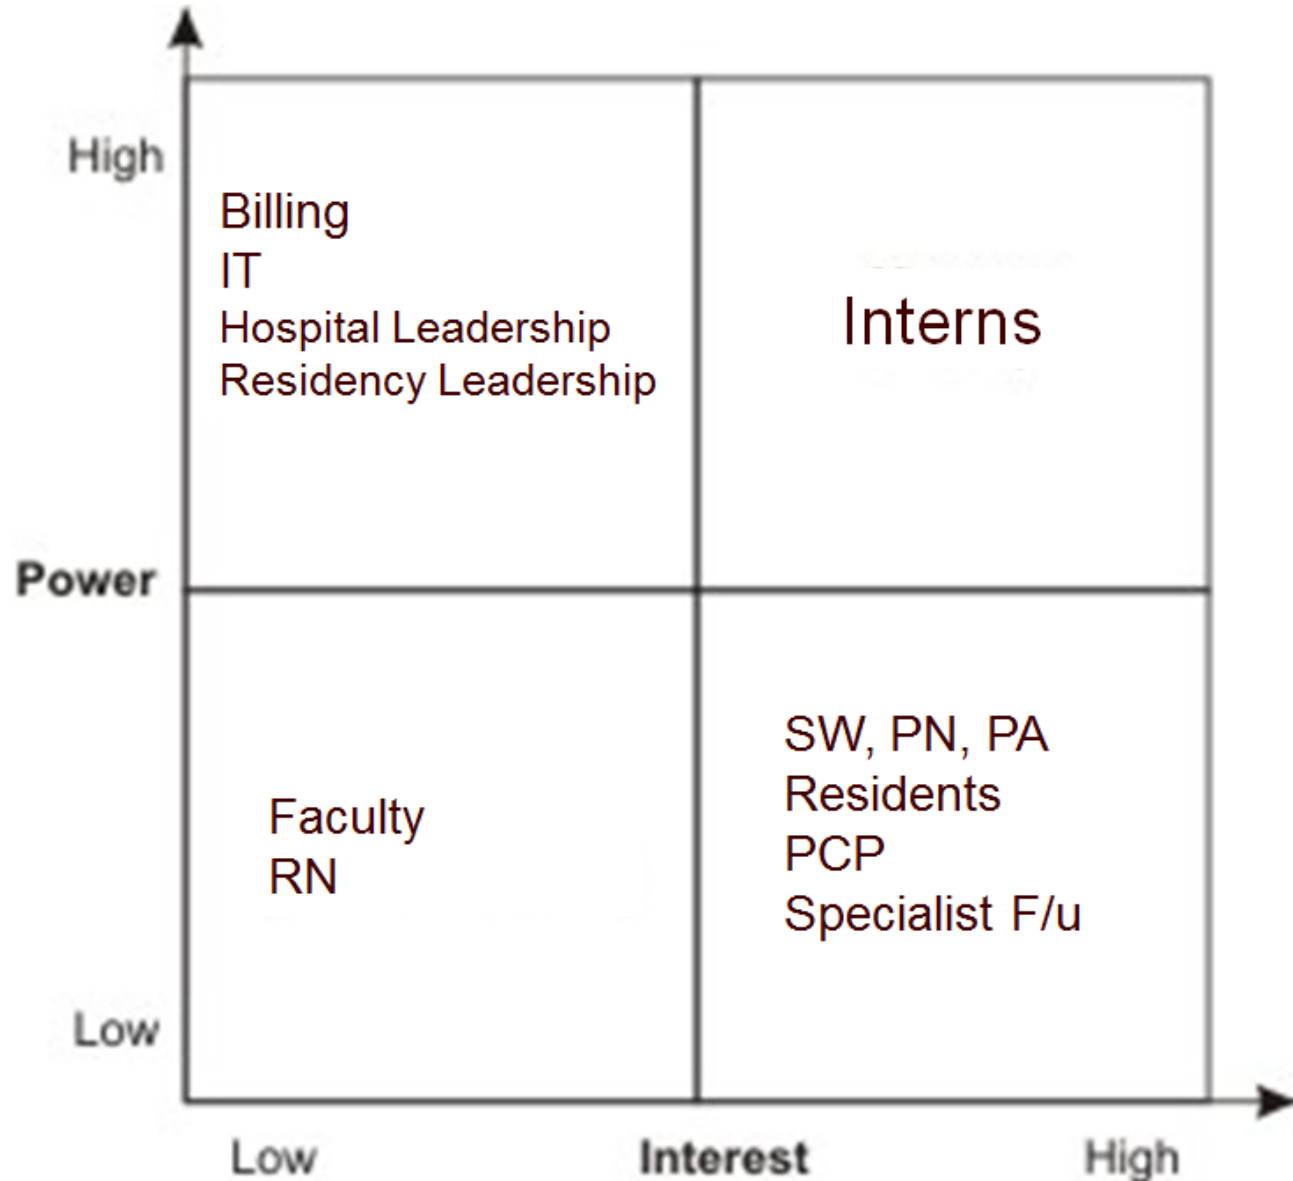 High
Billing
IT
Hospital Leadership
Residency Leadership
Interns
Power
Faculty
RN
SW, PN, PA
Residents
PCP
Specialist F/u
Low
Low
Interest
High